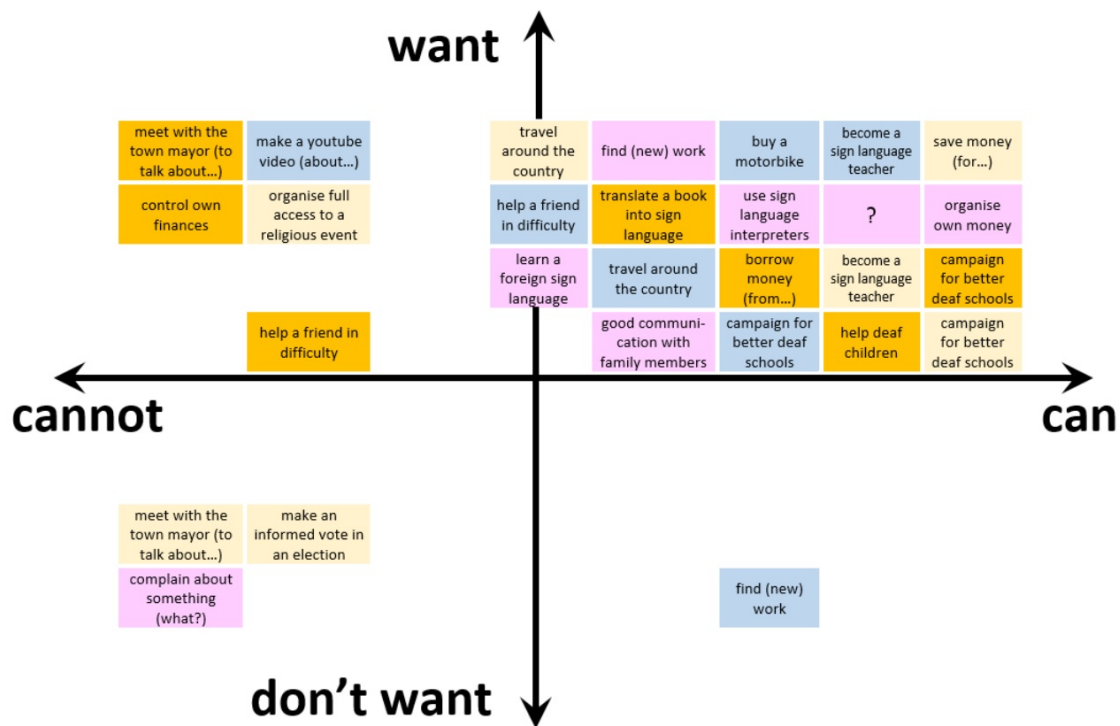 want
meet with the
town mayor (to
talk about…)
make a youtube
video (about…)
travel
around the
country
find (new) work
buy a
motorbike
become a
sign language
teacher
save money
(for…)
control own
finances
organise full
access to a
religious event
help a friend
in difficulty
translate a book
into sign
language
use sign
language
interpreters
?
organise
own money
learn a
foreign sign
language
travel around
the country
borrow
money
(from…)
become a
sign language
teacher
campaign
for better
deaf schools
help a friend in
difficulty
good communi-
cation with
family members
campaign for
better deaf
schools
help deaf
children
campaign
for better
deaf schools
cannot
can
meet with the
town mayor (to
talk about…)
make an
informed vote in
an election
complain about
something
(what?)
find (new)
work
don’t want